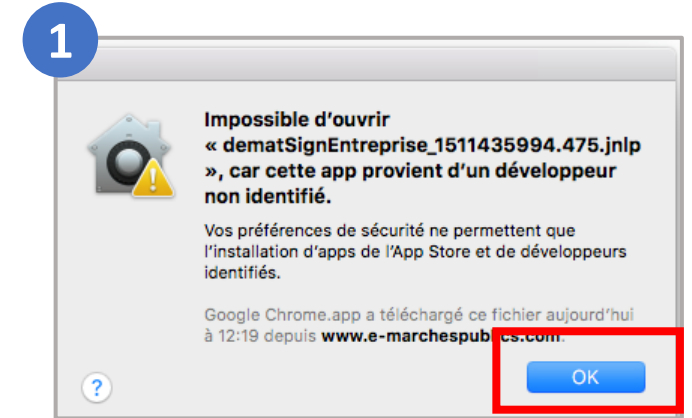 1
Impossible d'ouvrir
« dematSignEntreprise_1511435994.475.jnlp
», car cette app provient d'un développeur
non identifié.
Vos préférences de sécurité ne permettent que
l'installation d'apps de l'App Store et de développeurs
identifiés.
Google Chrome.app a téléchargé ce fichier aujourd'hui
à 12:19 depuis www.e-marchespublics.com.
?
OK